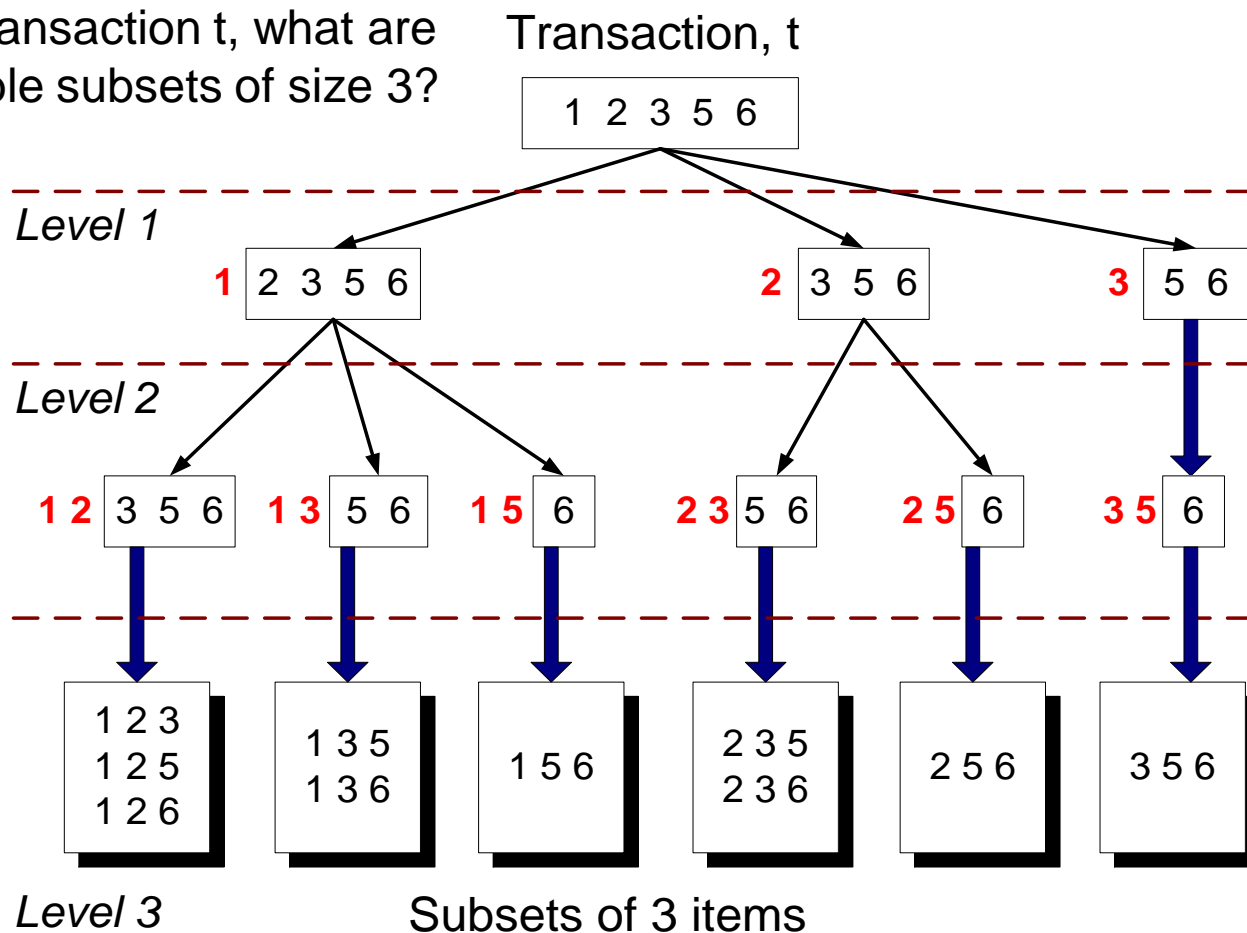 ansaction t, what are
ole subsets of size 3?
Transaction, t
1 2 3 5 6
Level 1
1 2 3 5 6
2 3 5 6
3 5 6
Level 2
1 2 3 5 6
1 3 5 6
1 5 6
2 3 5 6
2 5 6
3 5 6
1 2 3
1 2 5
1 2 6
1 3 5
1 3 6
1 5 6
2 3 5
2 3 6
2 5 6
3 5 6
Level 3
Subsets of 3 items